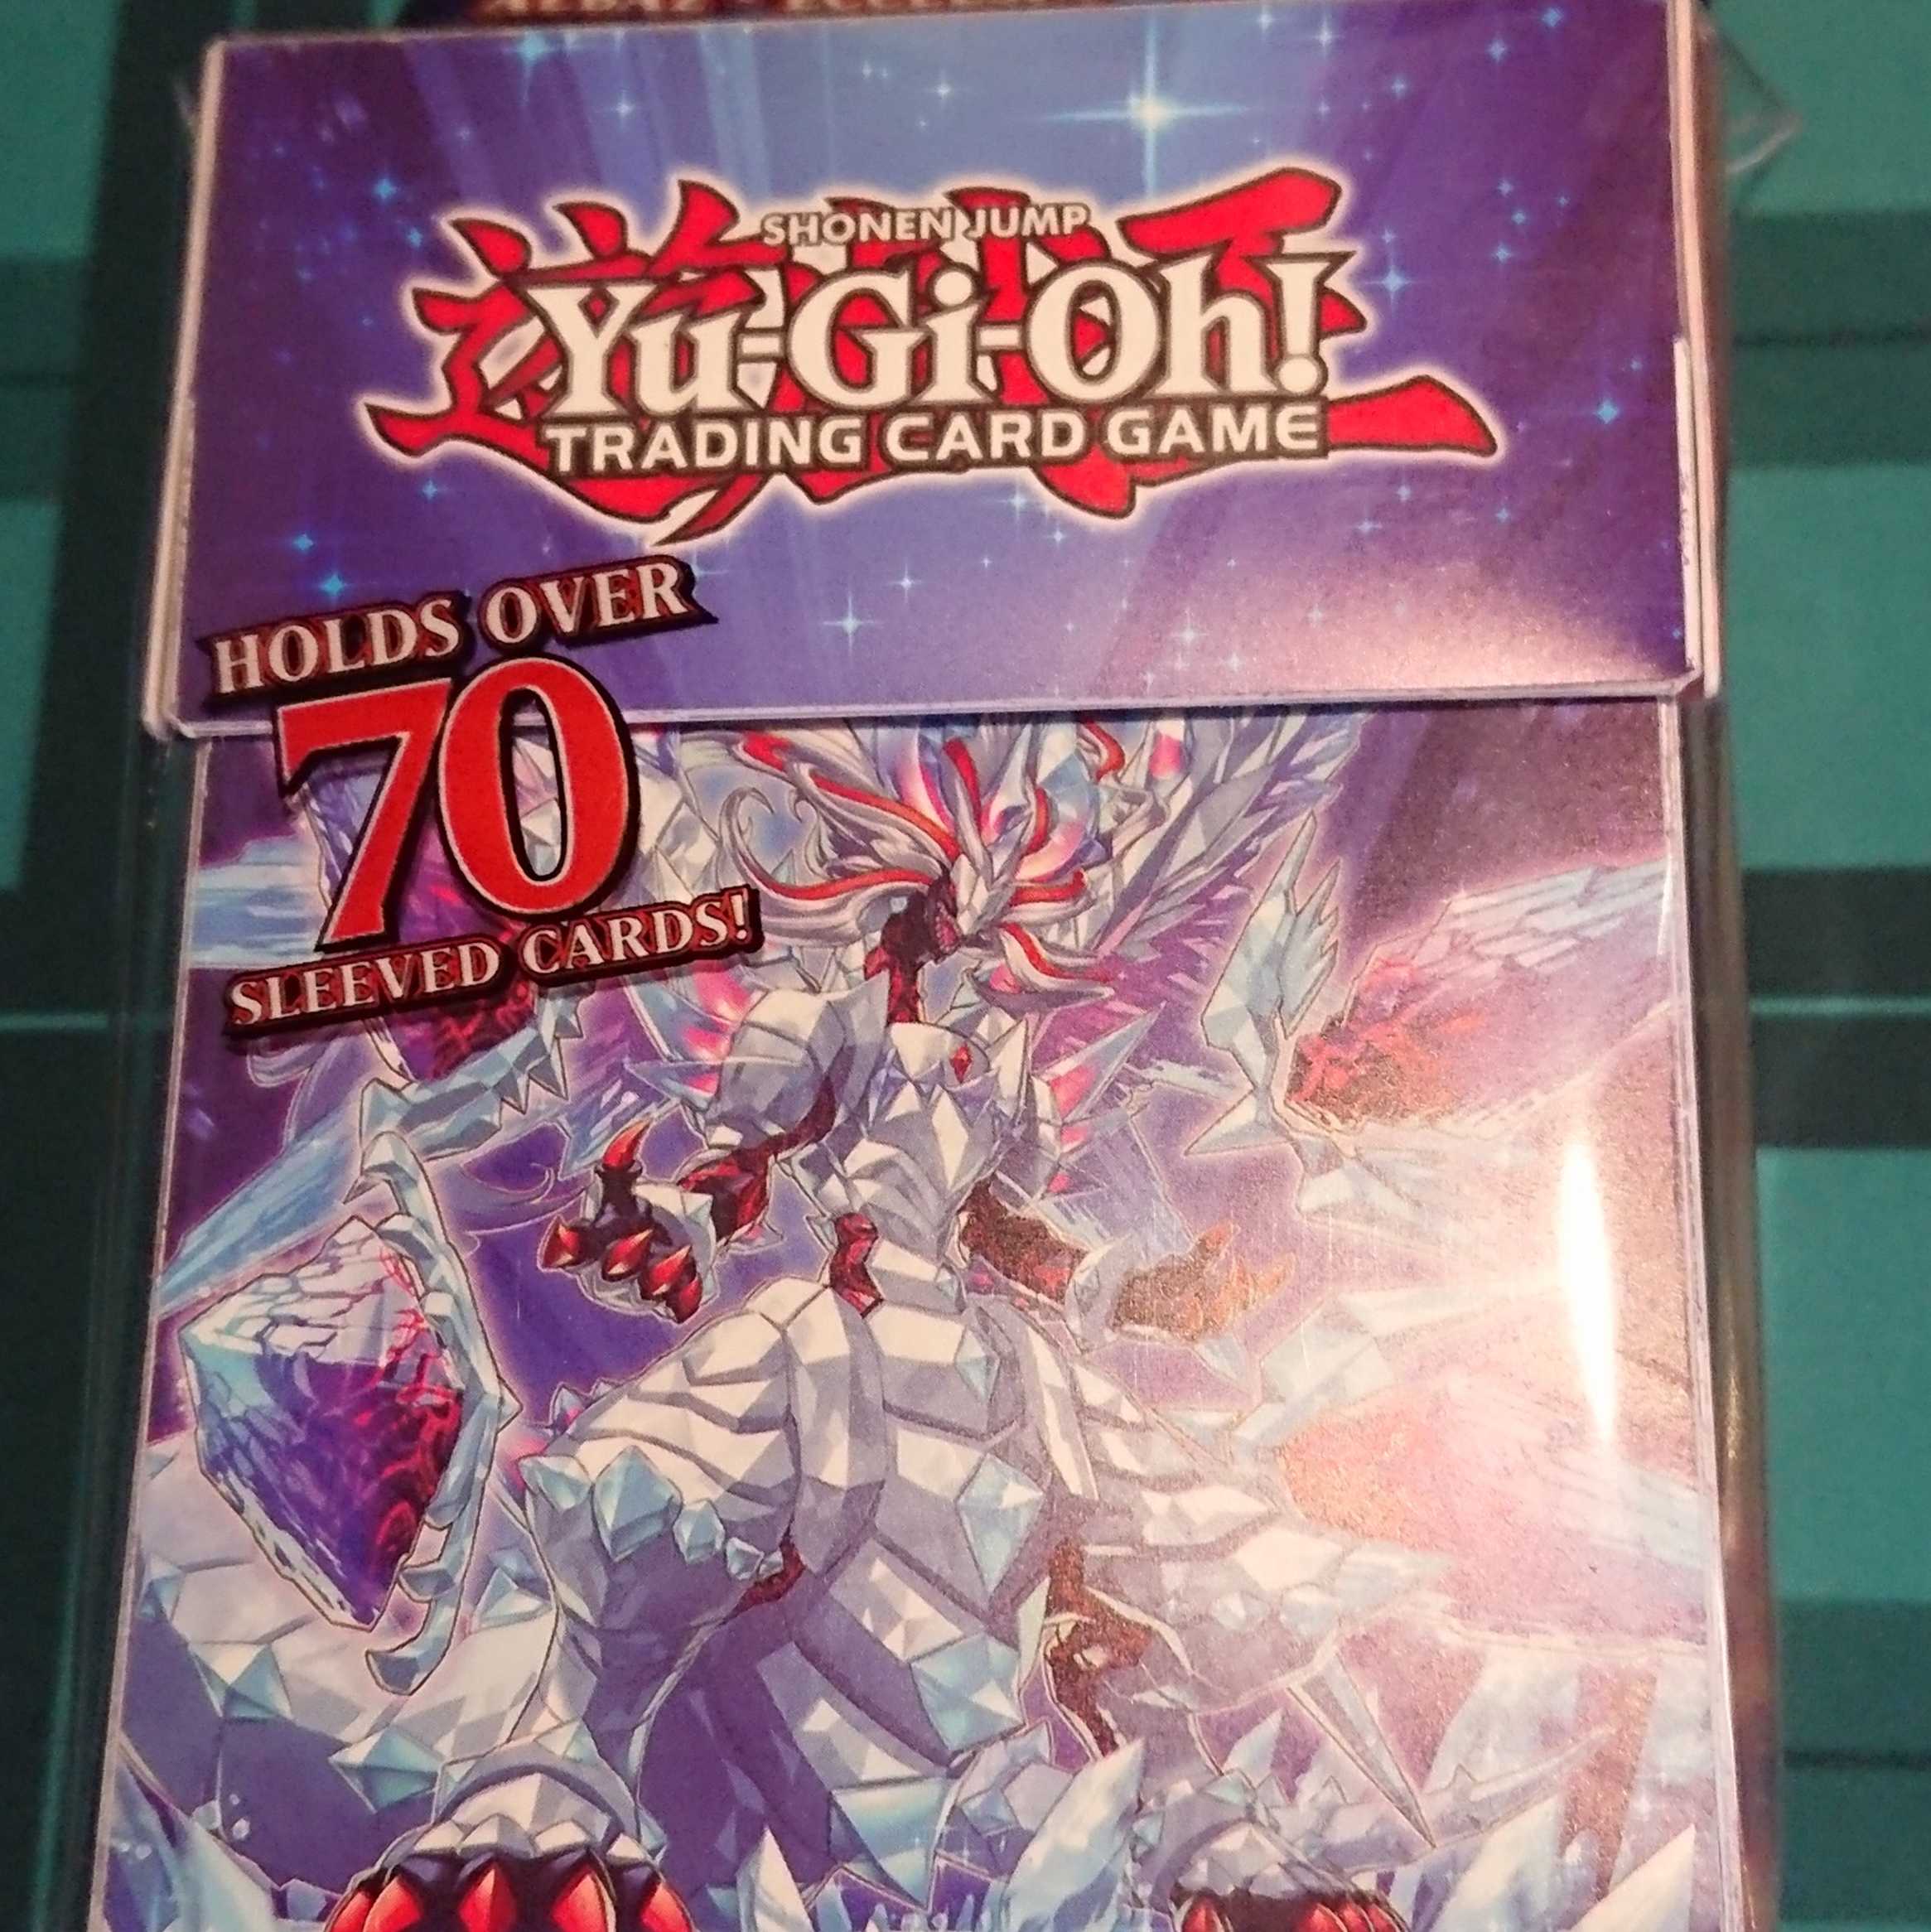 SHONEN JUMP
Yu-Gi-Oh!
TRADING CARD GAME
HOLDS OVER
70
SLEEVED CARDS!